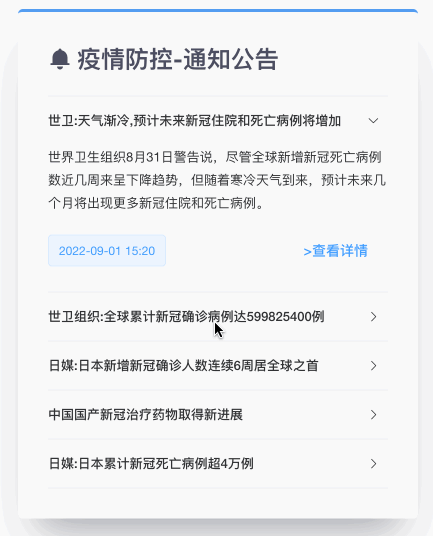 疫情防控-通知公告
世卫:天气渐冷,预计未来新冠住院和死亡病例将增加
世界卫生组织8月31日警告说，尽管全球新增新冠死亡病例
数近几周来呈下降趋势，但随着寒冷天气到来，预计未来几
个月将出现更多新冠住院和死亡病例。
2022-09-01 15:20
>查看详情
世卫组织:全球累计新冠确诊病例达599825400例
日媒:日本新增新冠确诊人数连续6周居全球之首
中国国产新冠治疗药物取得新进展
日媒:日本累计新冠死亡病例超4万例